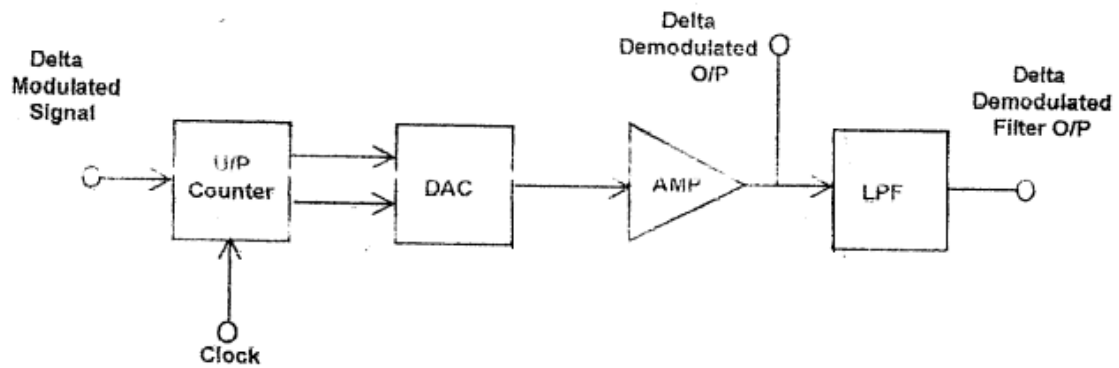 Delta
Modulated
Signal
U/P
Counter
Clock
DAC
AMP
Delta
Demodulated
O/P
LPF
Delta
Demodulated
Filter O/P